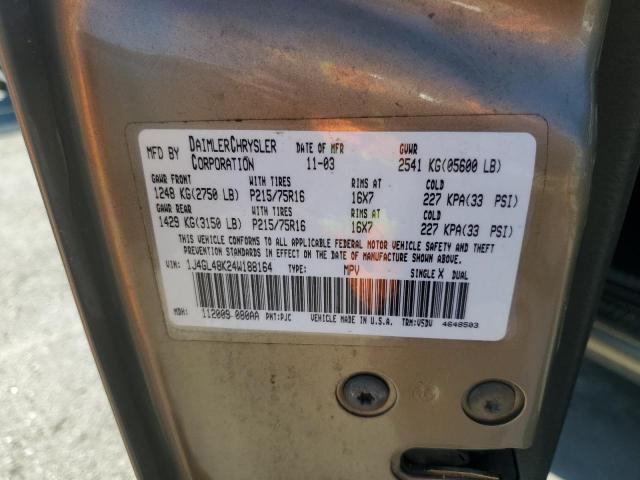 MFD BY DAIMLERCHRYSLER CORPORATION DATE OF MFR 11-03 GVWR 2541 KG(05600 LB)
GAWR FRONT WITH TIRES RIMS AT COLD
1248 KG(2750 LB) P215/75R16 16X7 227 KPA(33 PSI)
GAWR REAR WITH TIRES RIMS AT COLD
1429 KG(3150 LB) P215/75R16 16X7 227 KPA(33 PSI)
THIS VEHICLE CONFORMS TO ALL APPLICABLE FEDERAL MOTOR VEHICLE SAFETY AND THEFT
PREVENTION STANDARDS IN EFFECT ON THE DATE OF MANUFACTURE SHOWN ABOVE.
VIN: 1J4GL48K24W188164 TYPE: MPV SINGLE X DUAL
MDH: 112009 080AA PNT:PJC VEHICLE MADE IN U.S.A. TRM:V5DV 4648503